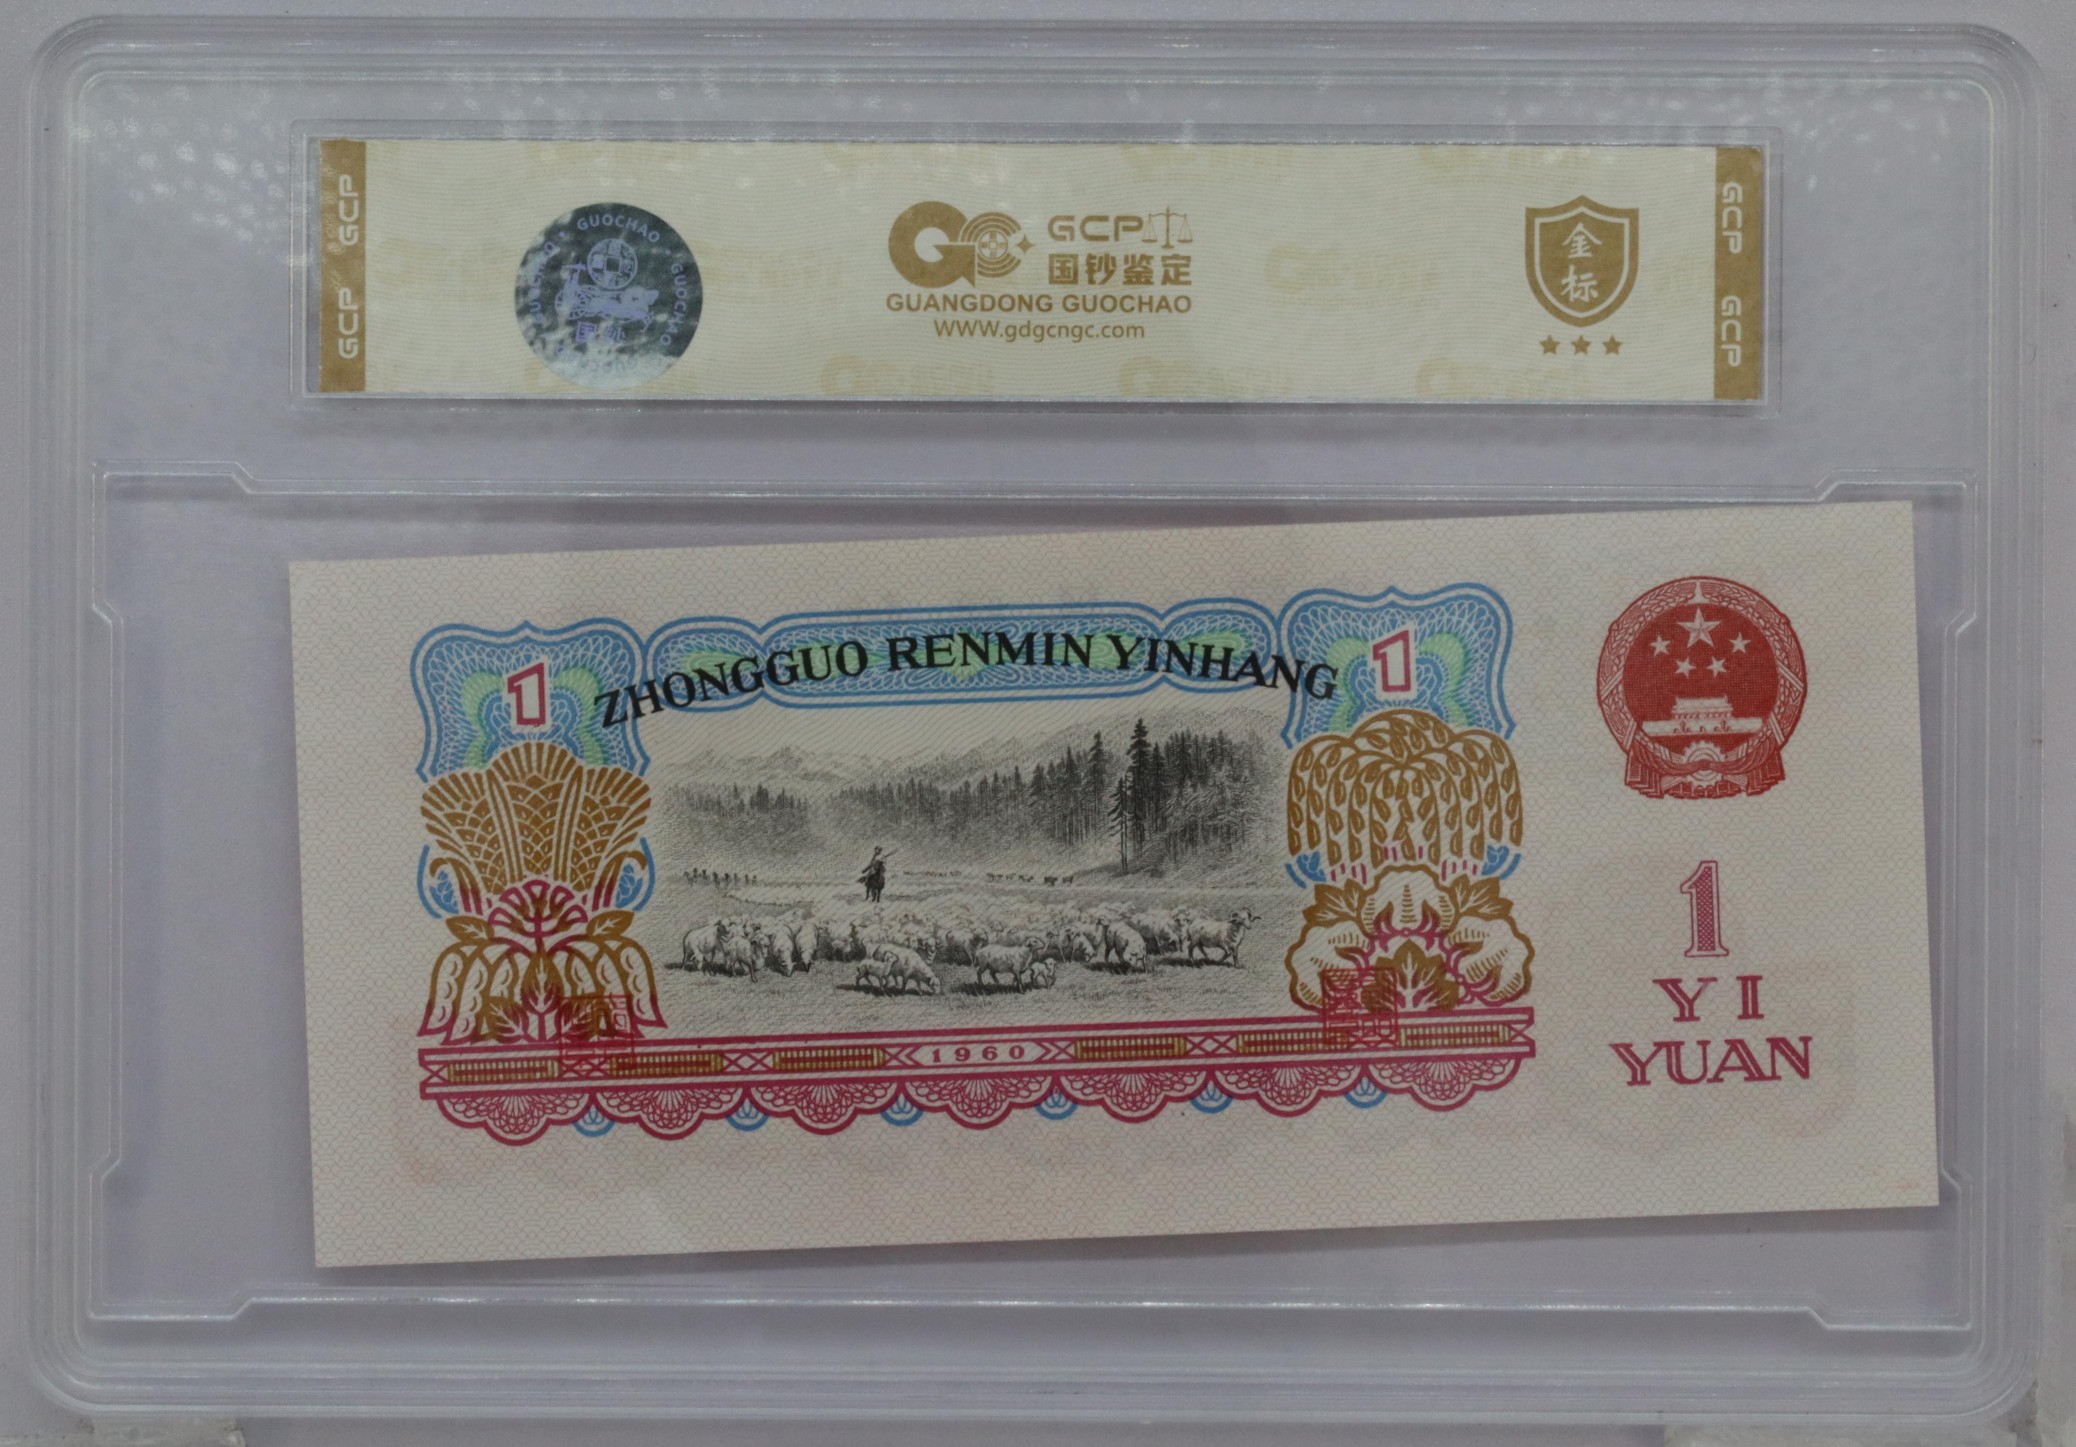 GCP
GCP
GUOCHAO
GUOCHAO
GCP
国钞鉴定
GUANGDONG GUOCHAO
WWW.gdgcngc.com
金标
GCP
GCP
ZHONGGUO RENMIN YINHANG
1
1
1960
1
YI
YUAN